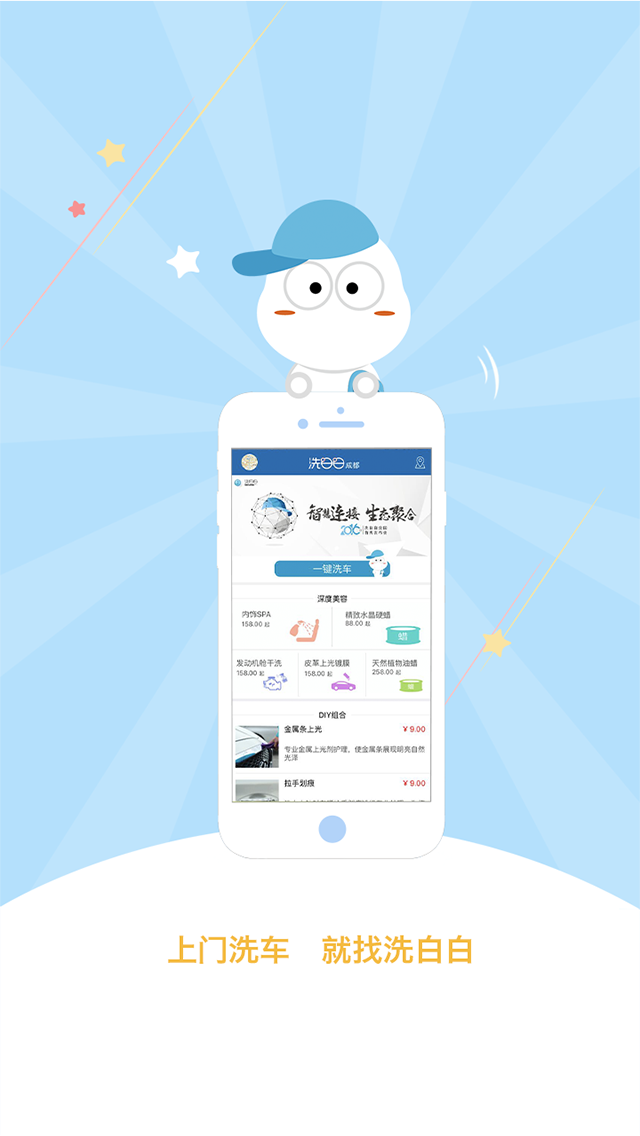 洗白白 成都
智慧连接 生态聚合
2016
一键洗车
深度美容
内饰SPA
158.00 起
精致水晶硬蜡
88.00 起
蜡
发动机舱干洗
158.00 起
皮革上光镀膜
158.00 起
天然植物油蜡
258.00 起
蜡
DIY组合
金属条上光
¥ 9.00
专业金属上光剂护理，使金属条展现明亮自然
光泽
拉手划痕
¥ 9.00
上门洗车 就找洗白白